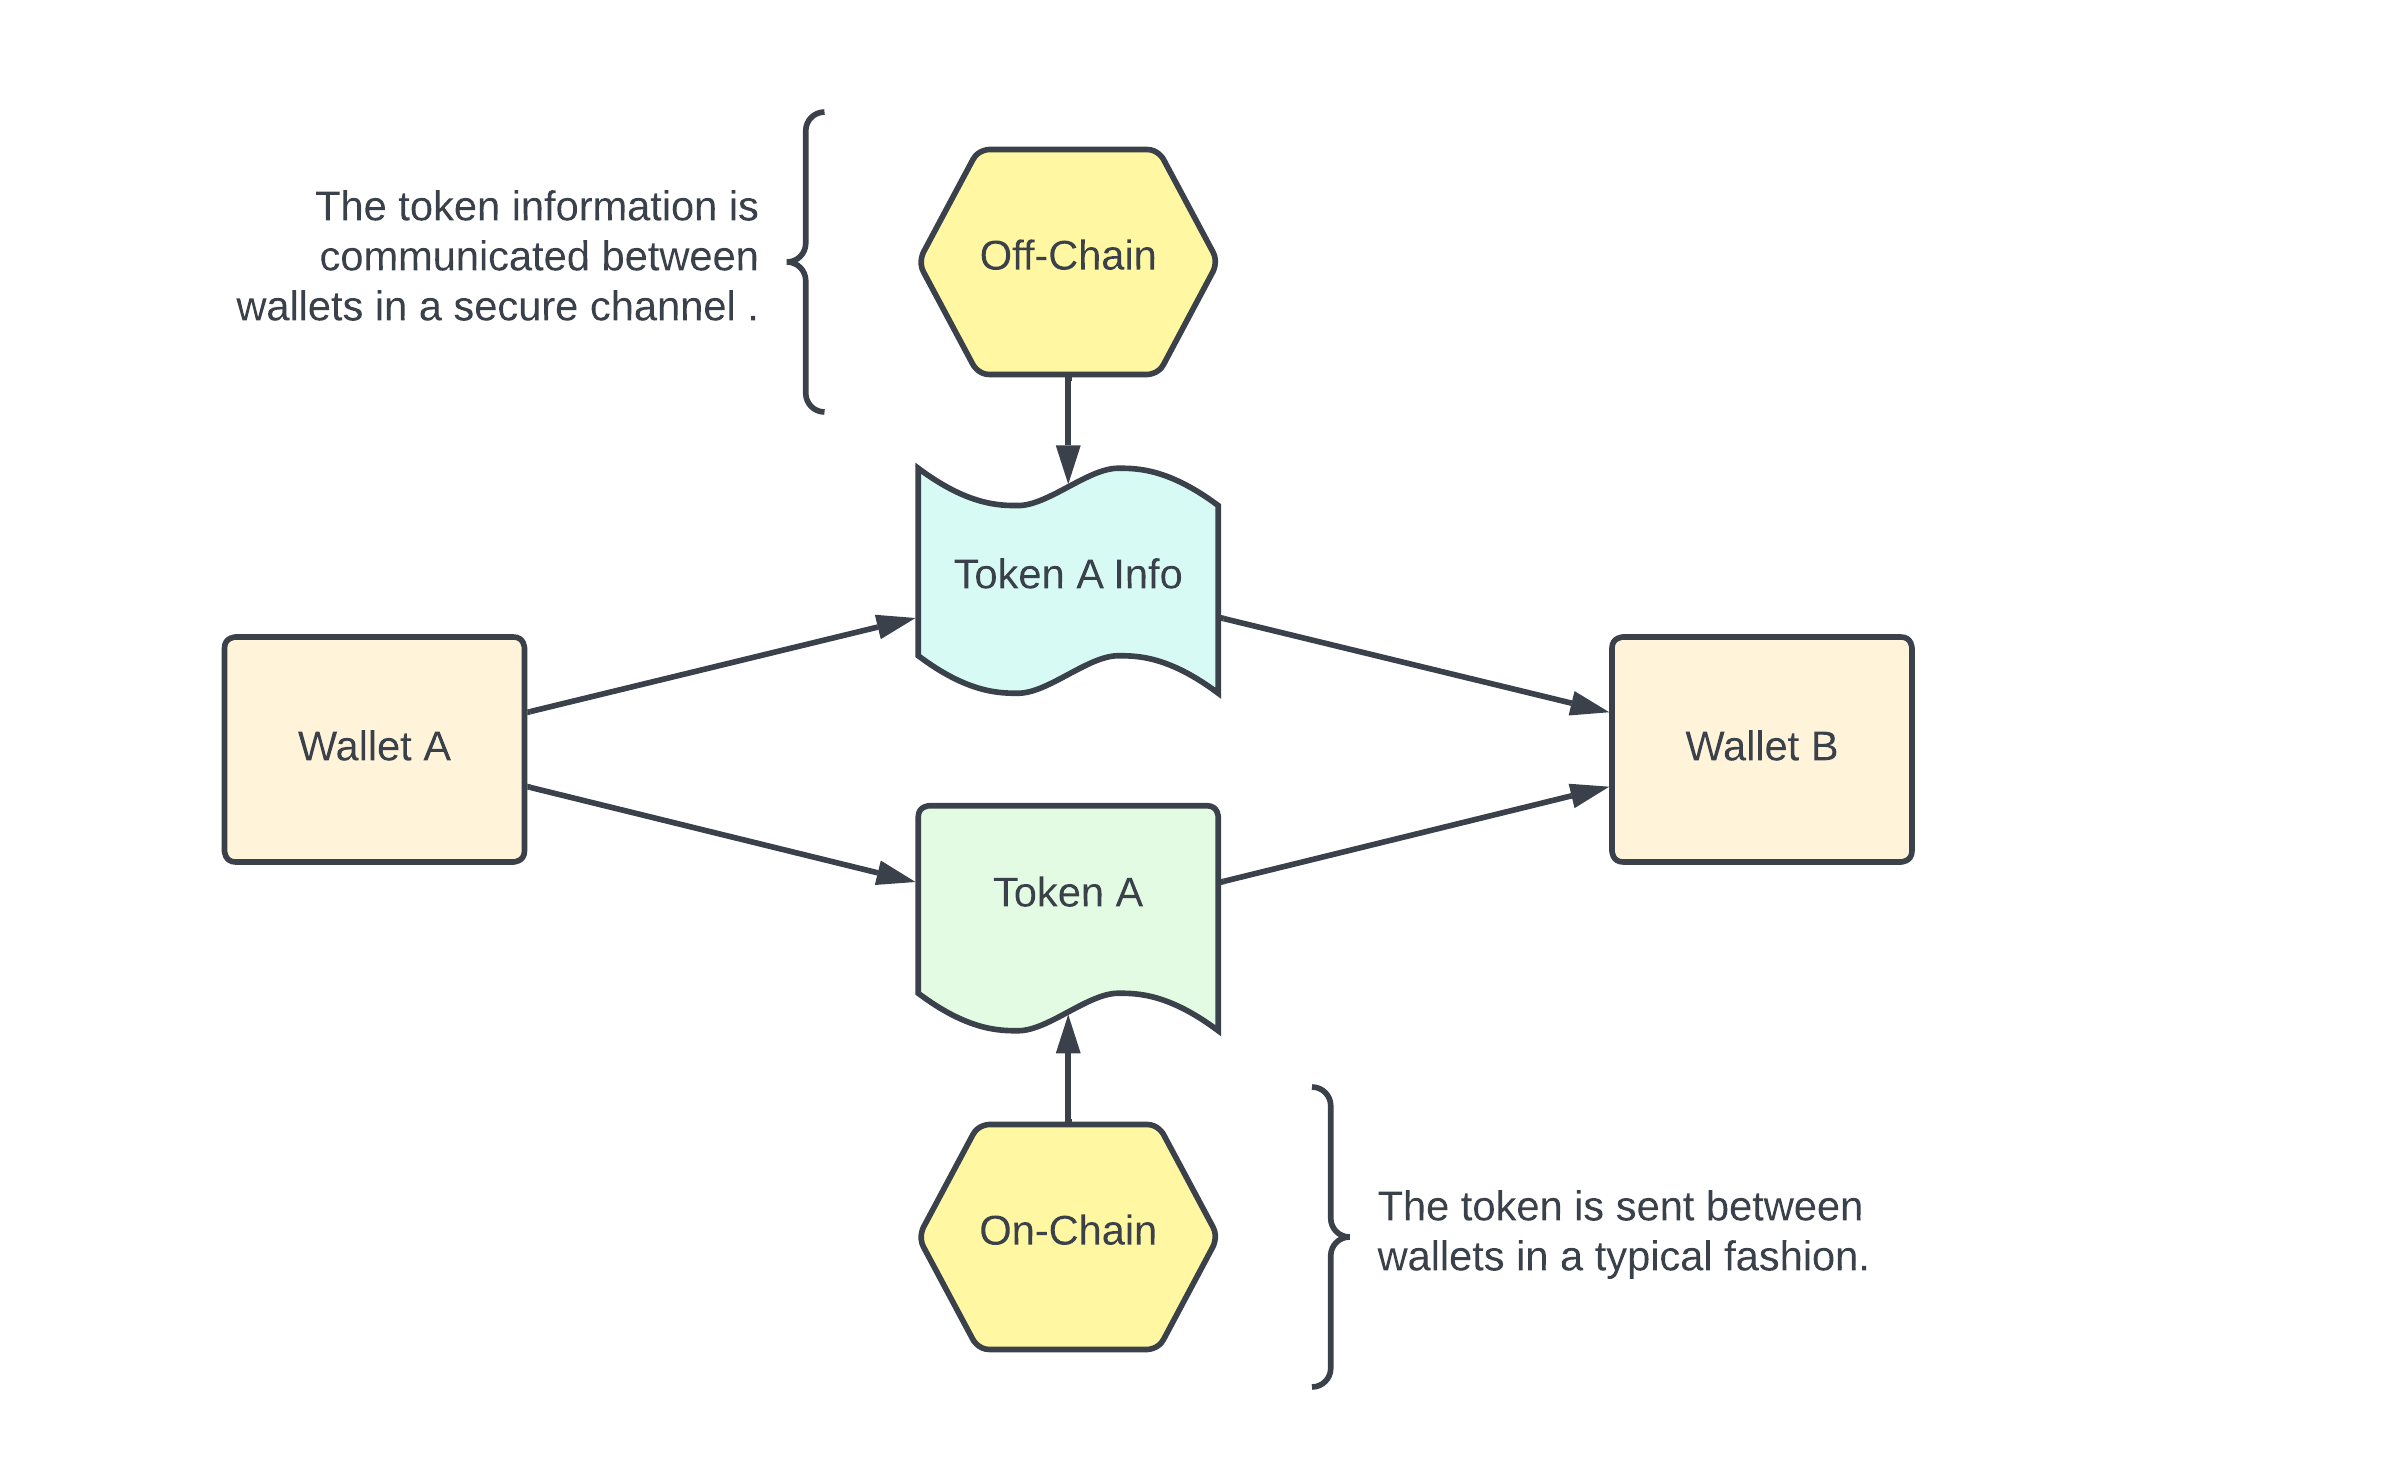 The token information is
communicated between
wallets in a secure channel .
Off-Chain
Token A Info
Wallet A
Wallet B
Token A
On-Chain
The token is sent between
wallets in a typical fashion.